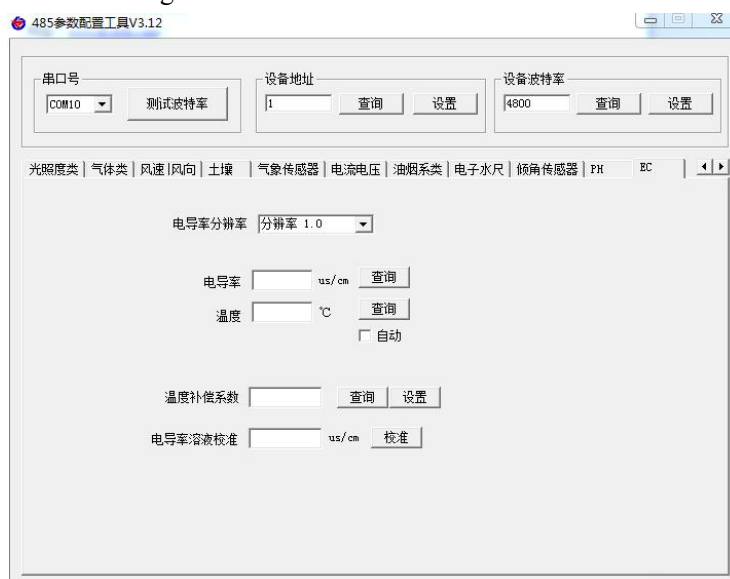 485参数配置工具V3.12
串口号 设备地址 设备波特率
COM10 测试波特率 1 查询 设置 4800 查询 设置
光照度类 气体类 风速|风向 土壤 气象传感器 电流电压 油烟系类 电子水尺 倾角传感器 PH EC
电导率分辨率 分辨率 1.0
电导率 us/cm 查询
温度 ℃ 查询
自动
温度补偿系数 查询 设置
电导率溶液校准 us/cm 校准